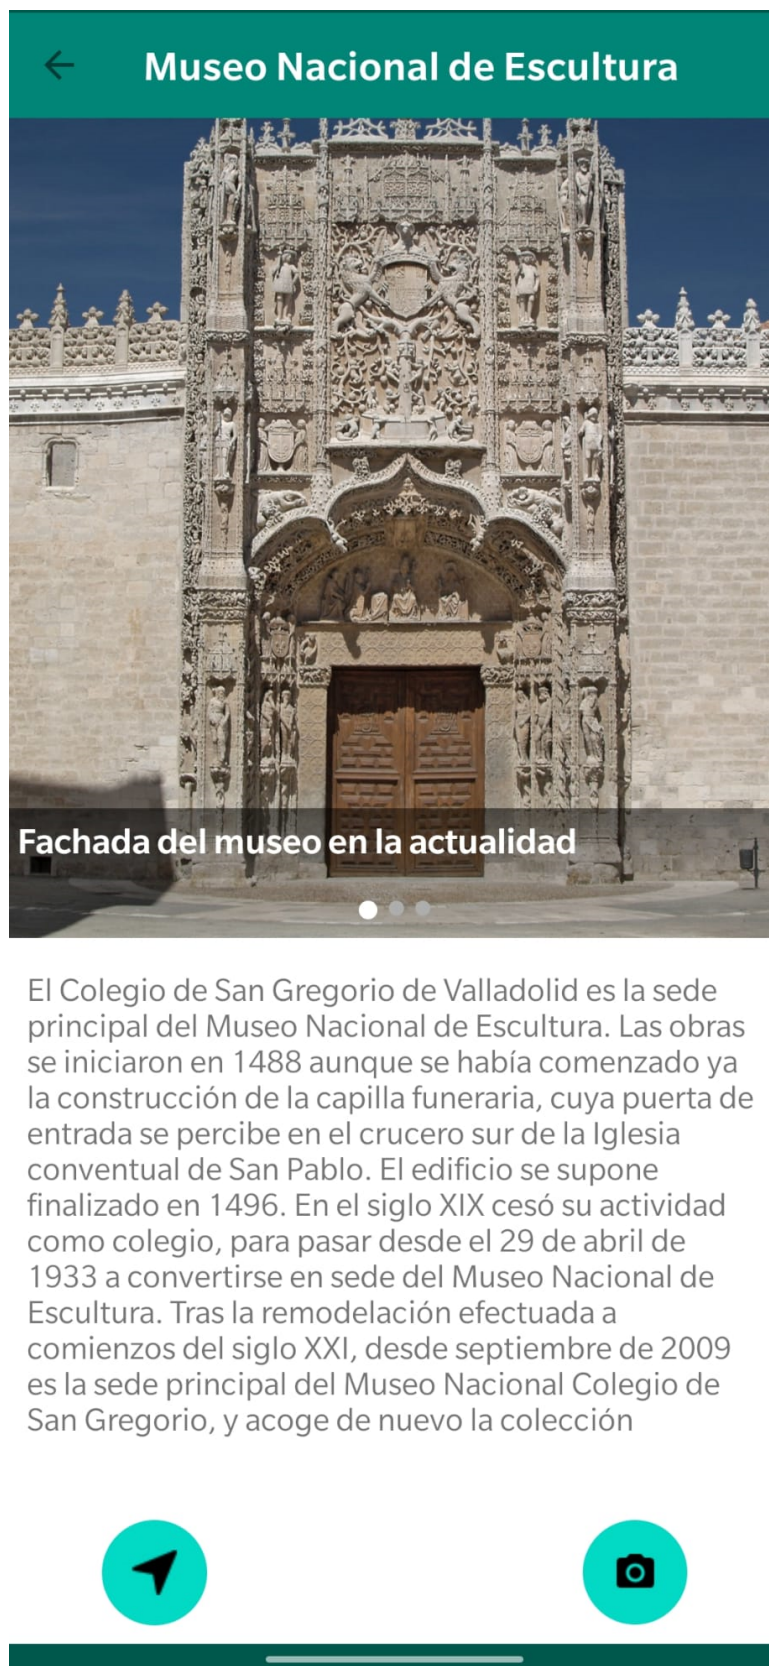 Museo Nacional de Escultura
Fachada del museo en la actualidad
El Colegio de San Gregorio de Valladolid es la sede
principal del Museo Nacional de Escultura. Las obras
se iniciaron en 1488 aunque se había comenzado ya
la construcción de la capilla funeraria, cuya puerta de
entrada se percibe en el crucero sur de la Iglesia
conventual de San Pablo. El edificio se supone
finalizado en 1496. En el siglo XIX cesó su actividad
como colegio, para pasar desde el 29 de abril de
1933 a convertirse en sede del Museo Nacional de
Escultura. Tras la remodelación efectuada a
comienzos del siglo XXI, desde septiembre de 2009
es la sede principal del Museo Nacional Colegio de
San Gregorio, y acoge de nuevo la colección